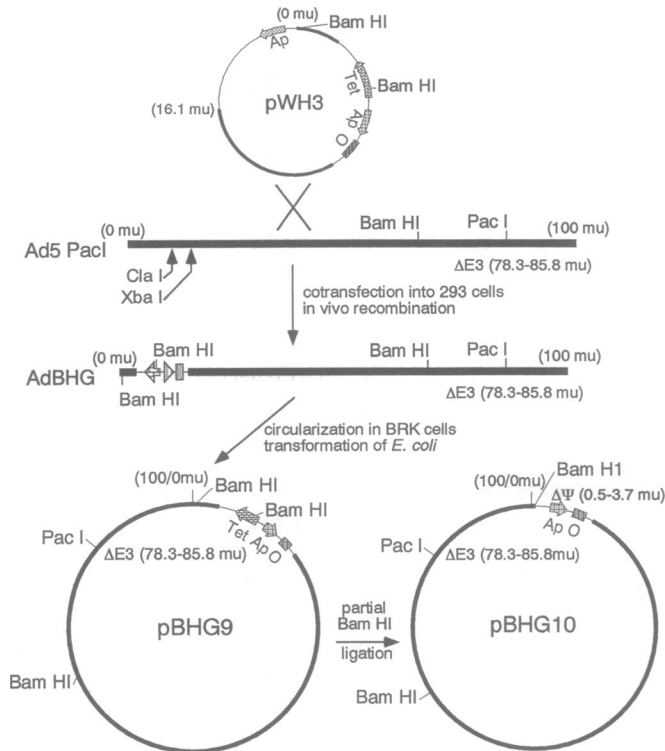 (0 mu)
Bam HI
Ap
Tet
Bam HI
(16.1 mu)
pWH3
Ap
O
(0 mu)
Bam HI
Pac I
(100 mu)
Ad5 PacI
Cla I
Xba I
ΔE3 (78.3-85.8 mu)
cotransfection into 293 cells
in vivo recombination
(0 mu)
Bam HI
Bam HI
Pac I
(100 mu)
AdBHG
Bam HI
ΔE3 (78.3-85.8 mu)
circularization in BRK cells
transformation of E. coli
(100/0mu)
Bam HI
Bam HI
Tet Ap O
Pac I
ΔE3 (78.3-85.8 mu)
pBHG9
Bam HI
partial
Bam HI
ligation
(100/0mu)
Bam H1
ΔΨ (0.5-3.7 mu)
Ap O
Pac I
ΔE3 (78.3-85.8mu)
pBHG10
Bam HI